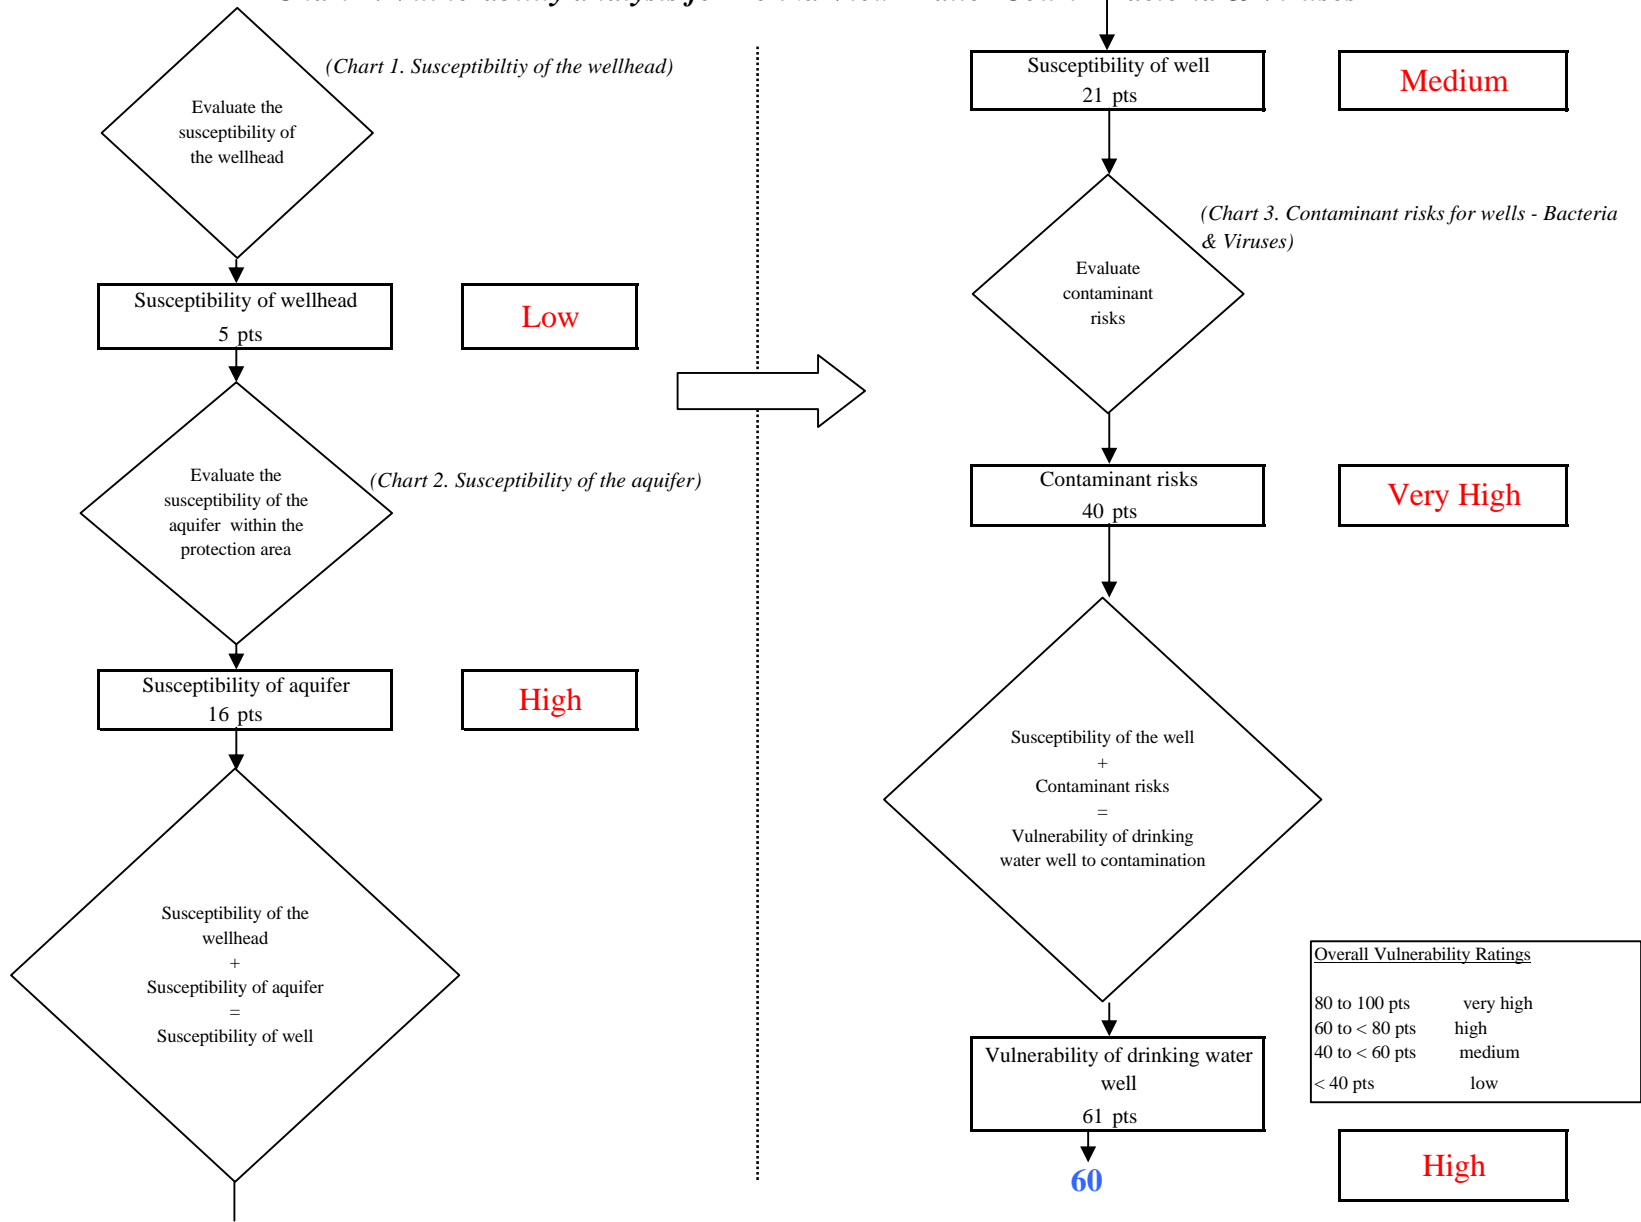 (Chart 1. Susceptibiltiy of the wellhead)
Evaluate the
susceptibility of
the wellhead
Susceptibility of wellhead
5 pts
Low
Evaluate the
susceptibility of the
aquifer within the
protection area
(Chart 2. Susceptibility of the aquifer)
Susceptibility of aquifer
16 pts
High
Susceptibility of the
wellhead
+
Susceptibility of aquifer
=
Susceptibility of well
Susceptibility of well
21 pts
Medium
(Chart 3. Contaminant risks for wells - Bacteria
& Viruses)
Evaluate
contaminant
risks
Contaminant risks
40 pts
Very High
Susceptibility of the well
+
Contaminant risks
=
Vulnerability of drinking
water well to contamination
Overall Vulnerability Ratings
80 to 100 pts very high
60 to < 80 pts high
40 to < 60 pts medium
< 40 pts low
Vulnerability of drinking water
well
61 pts
60
High